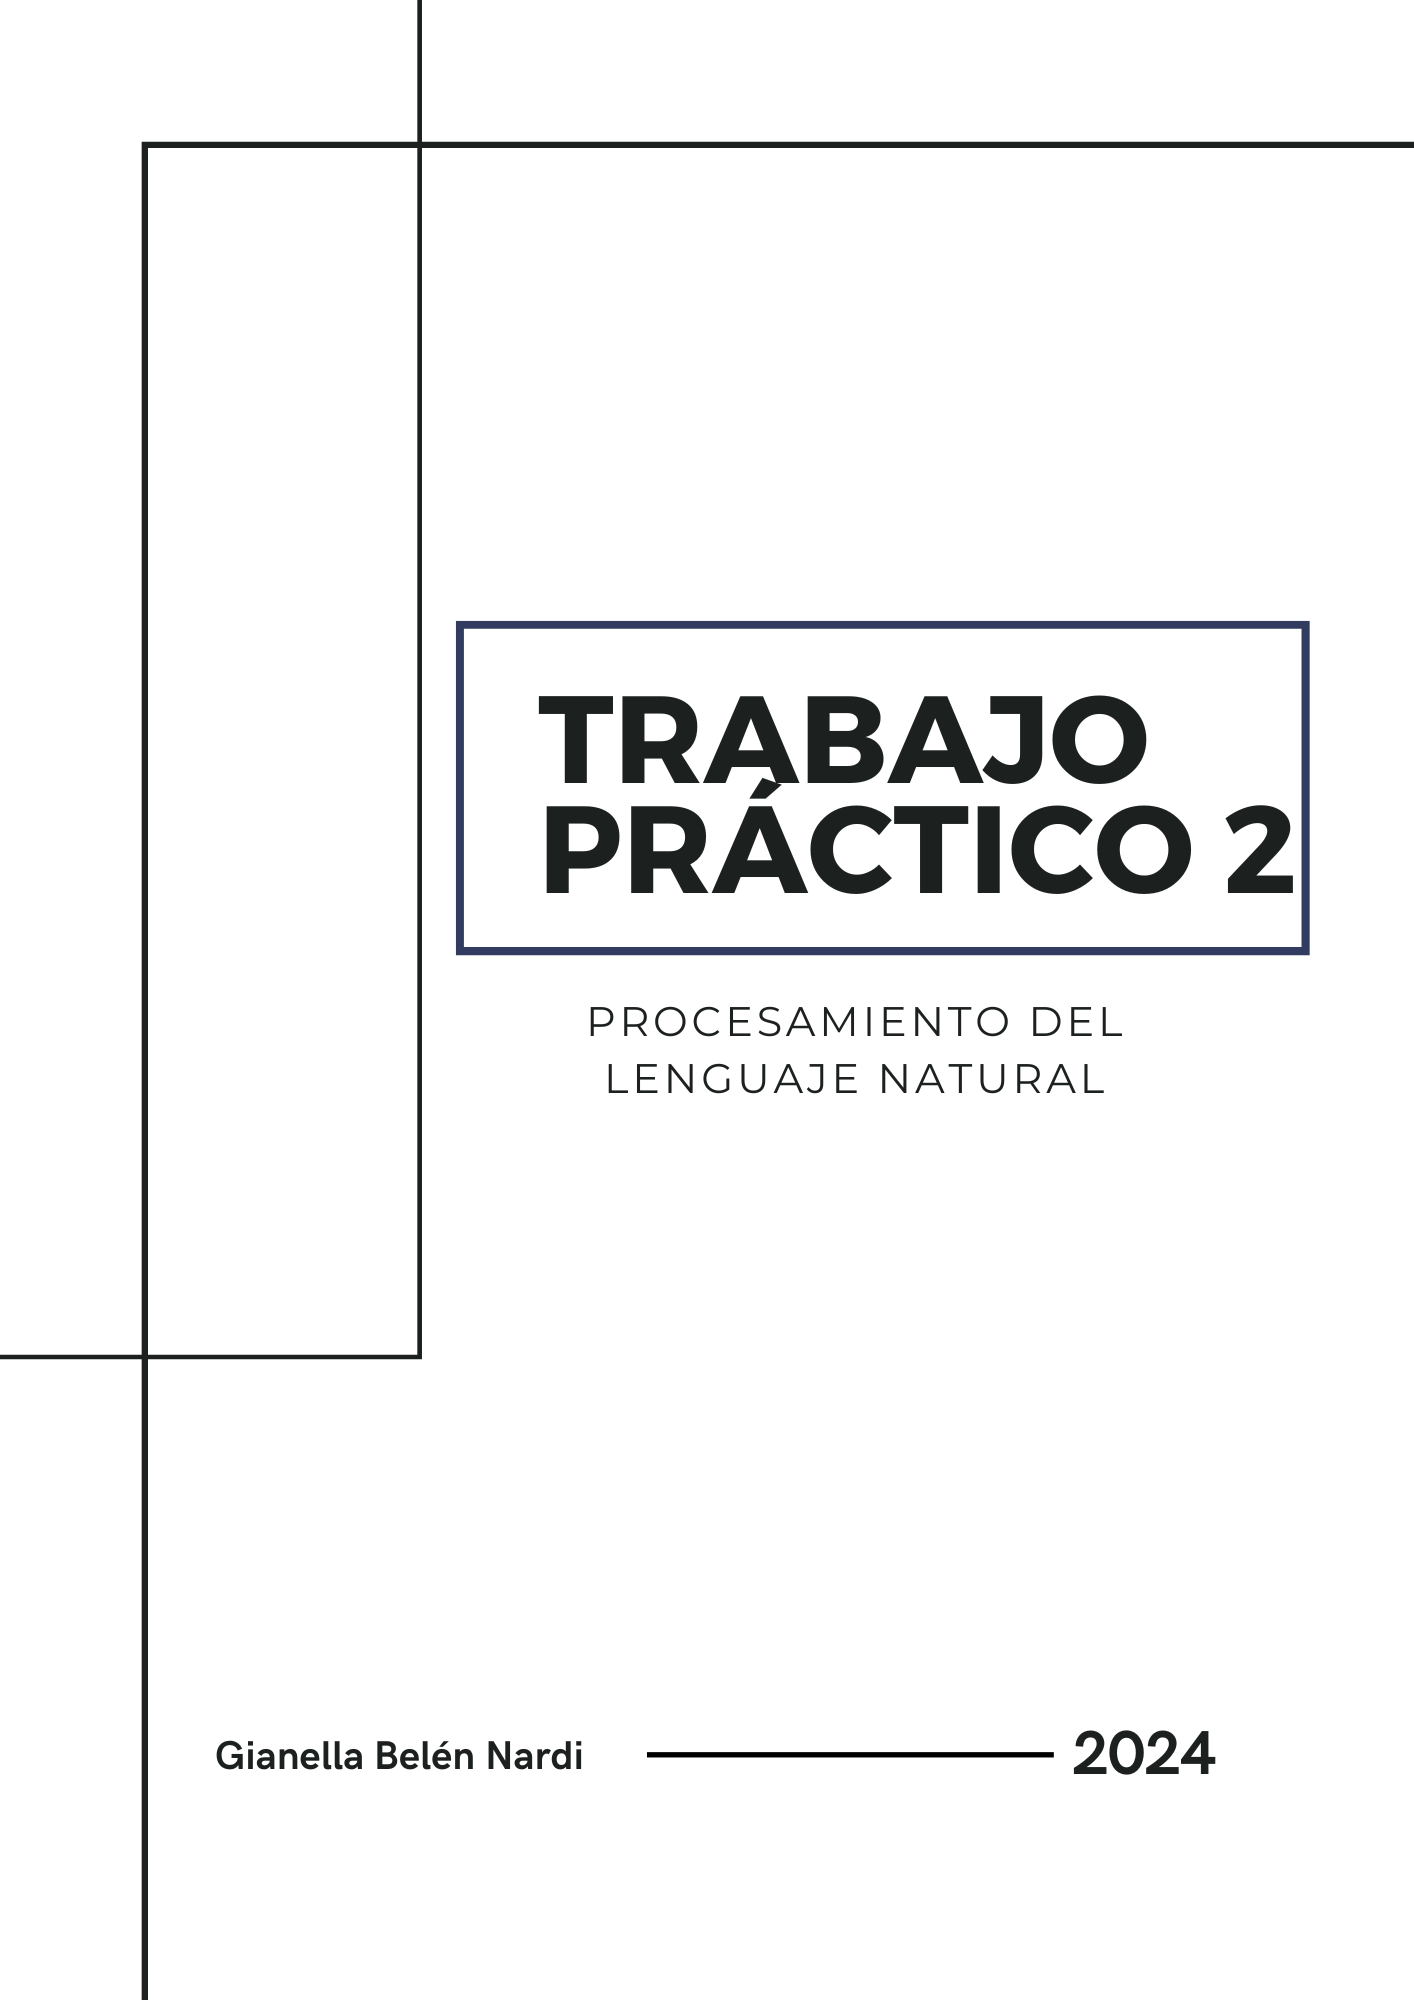 TRABAJO
PRÁCTICO 2
PROCESAMIENTO DEL
LENGUAJE NATURAL
Gianella Belén Nardi
2024